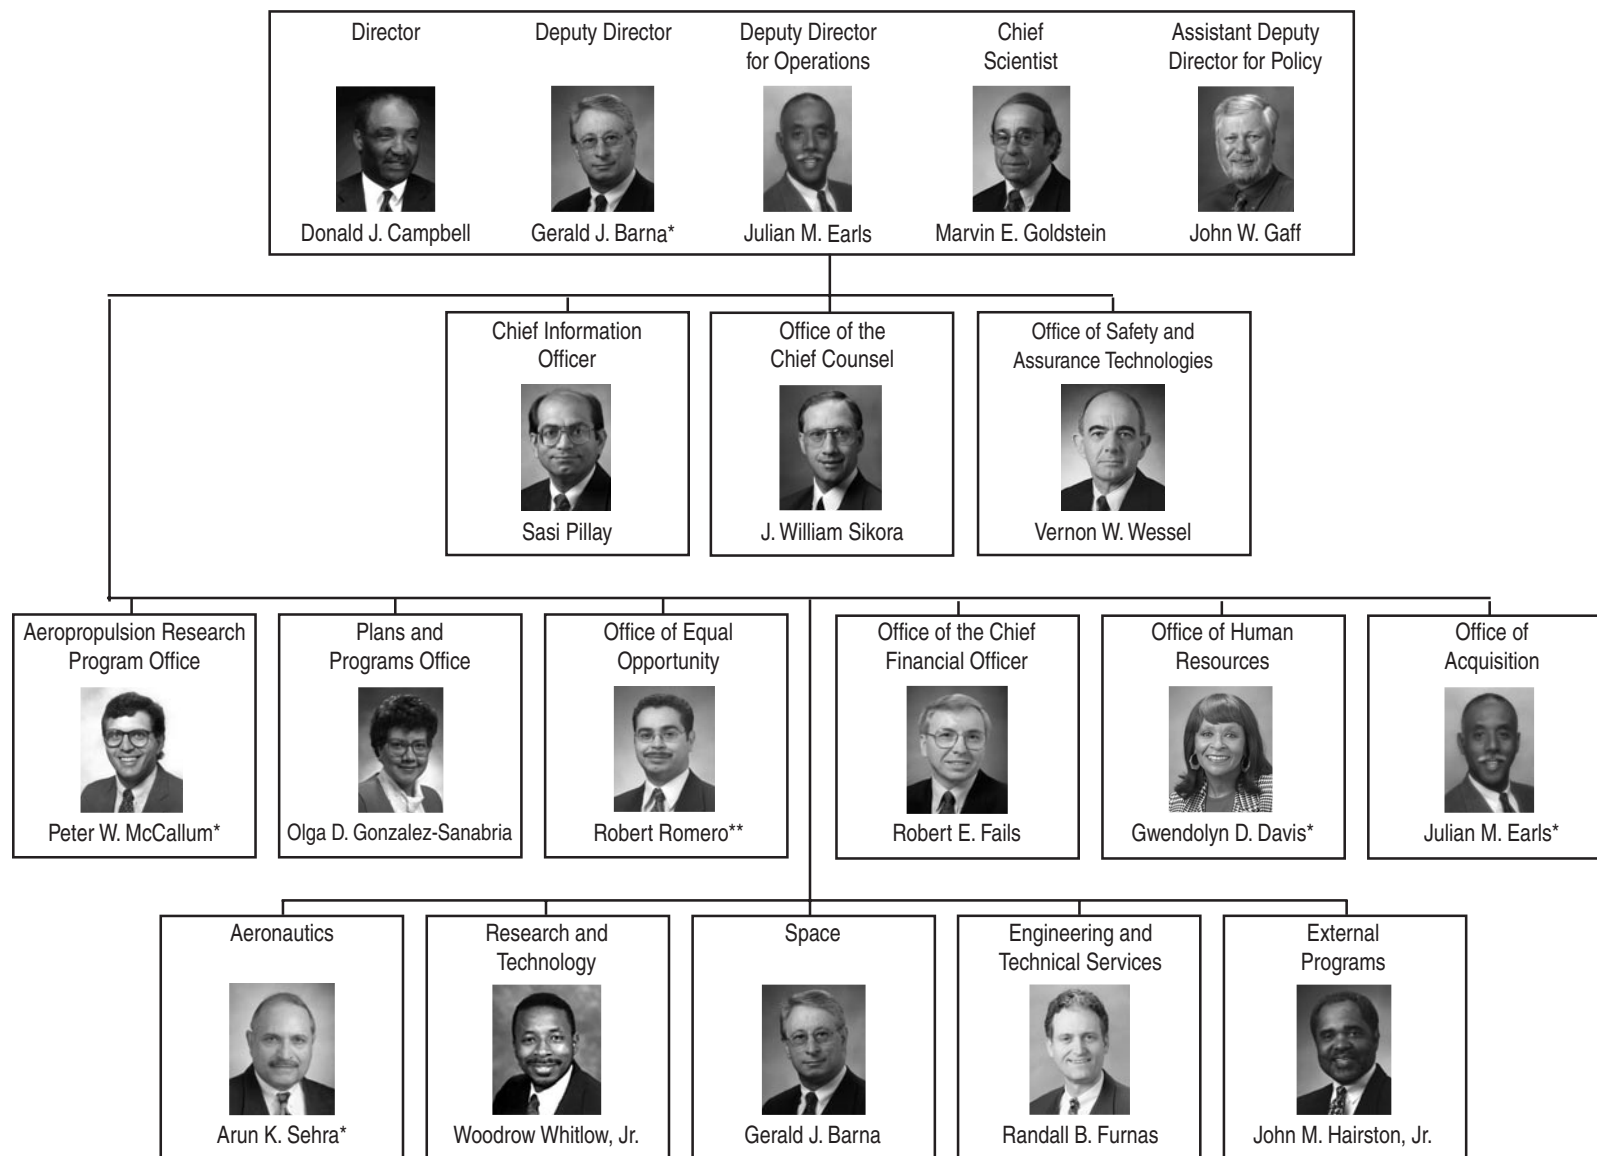 Director
Donald J. Campbell
Deputy Director
Gerald J. Barna*
Deputy Director
for Operations
Julian M. Earls
Chief
Scientist
Marvin E. Goldstein
Assistant Deputy
Director for Policy
John W. Gaff
Chief Information
Officer
Sasi Pillay
Office of the
Chief Counsel
J. William Sikora
Office of Safety and
Assurance Technologies
Vernon W. Wessel
Aeropropulsion Research
Program Office
Peter W. McCallum*
Plans and
Programs Office
Olga D. Gonzalez-Sanabria
Office of Equal
Opportunity
Robert Romero**
Office of the Chief
Financial Officer
Robert E. Fails
Office of Human
Resources
Gwendolyn D. Davis*
Office of
Acquisition
Julian M. Earls*
Aeronautics
Arun K. Sehra*
Research and
Technology
Woodrow Whitlow, Jr.
Space
Gerald J. Barna
Engineering and
Technical Services
Randall B. Furnas
External
Programs
John M. Hairston, Jr.